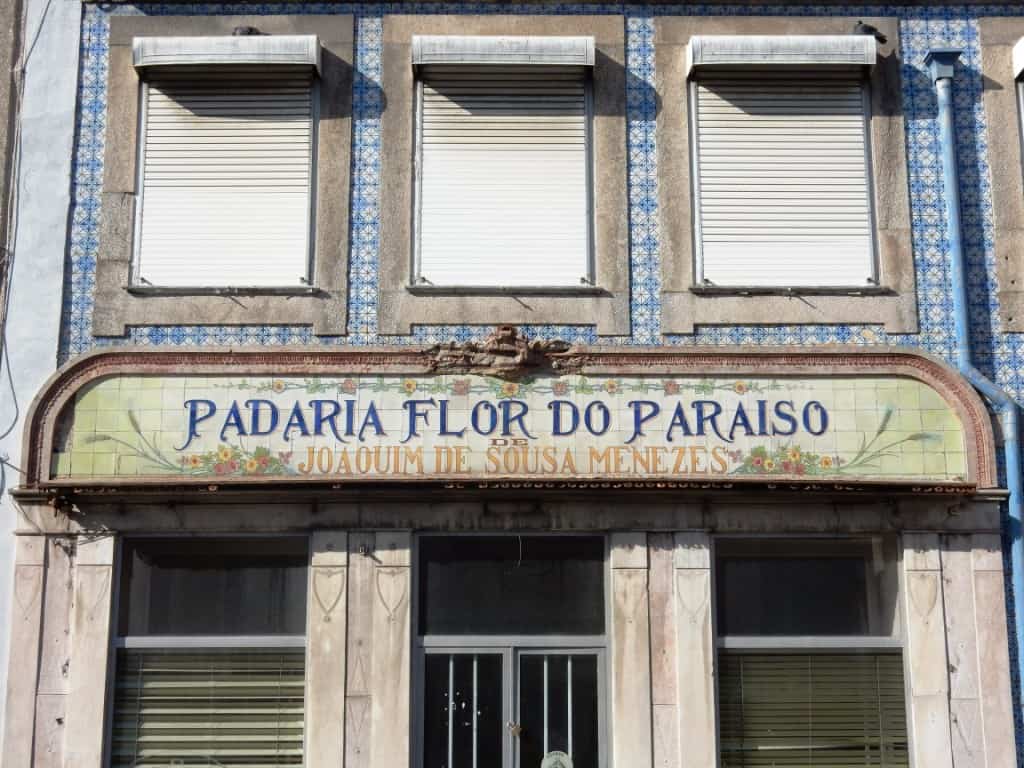 PADARIA FLOR DO PARAISO
DE
JOAQUIM DE SOUSA MENEZES